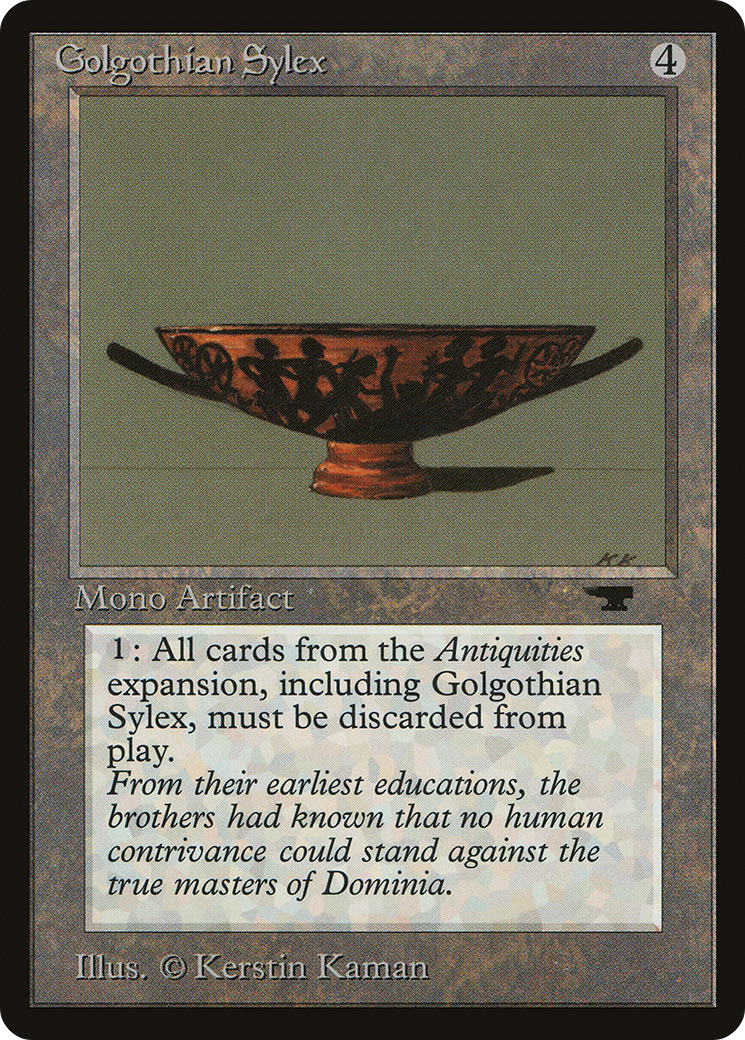 Golgothian Sylex
4
KK
Mono Artifact
1: All cards from the Antiquities
expansion, including Golgothian
Sylex, must be discarded from
play.
From their earliest educations, the
brothers had known that no human
contrivance could stand against the
true masters of Dominia.
Illus. © Kerstin Kaman